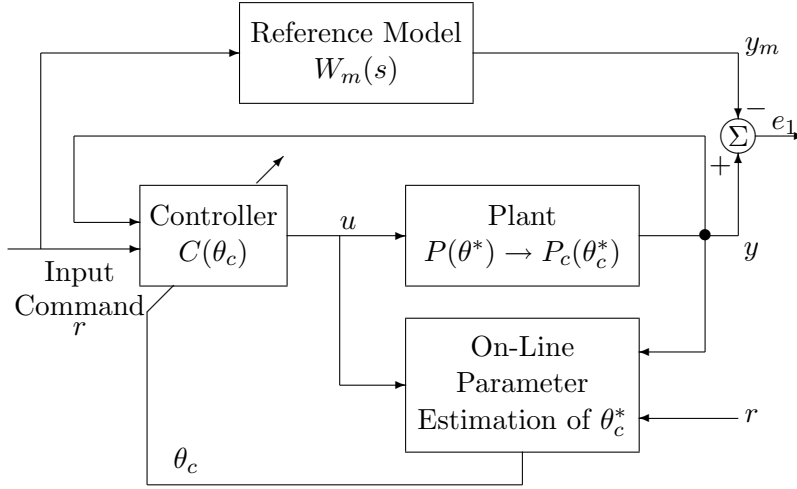 Reference Model
W_m(s)
y_m
−
Σ
e_1
+
Controller
C(θ_c)
u
Plant
P(θ*) → P_c(θ_c*)
y
Input
Command
r
On-Line
Parameter
Estimation of θ_c*
r
θ_c